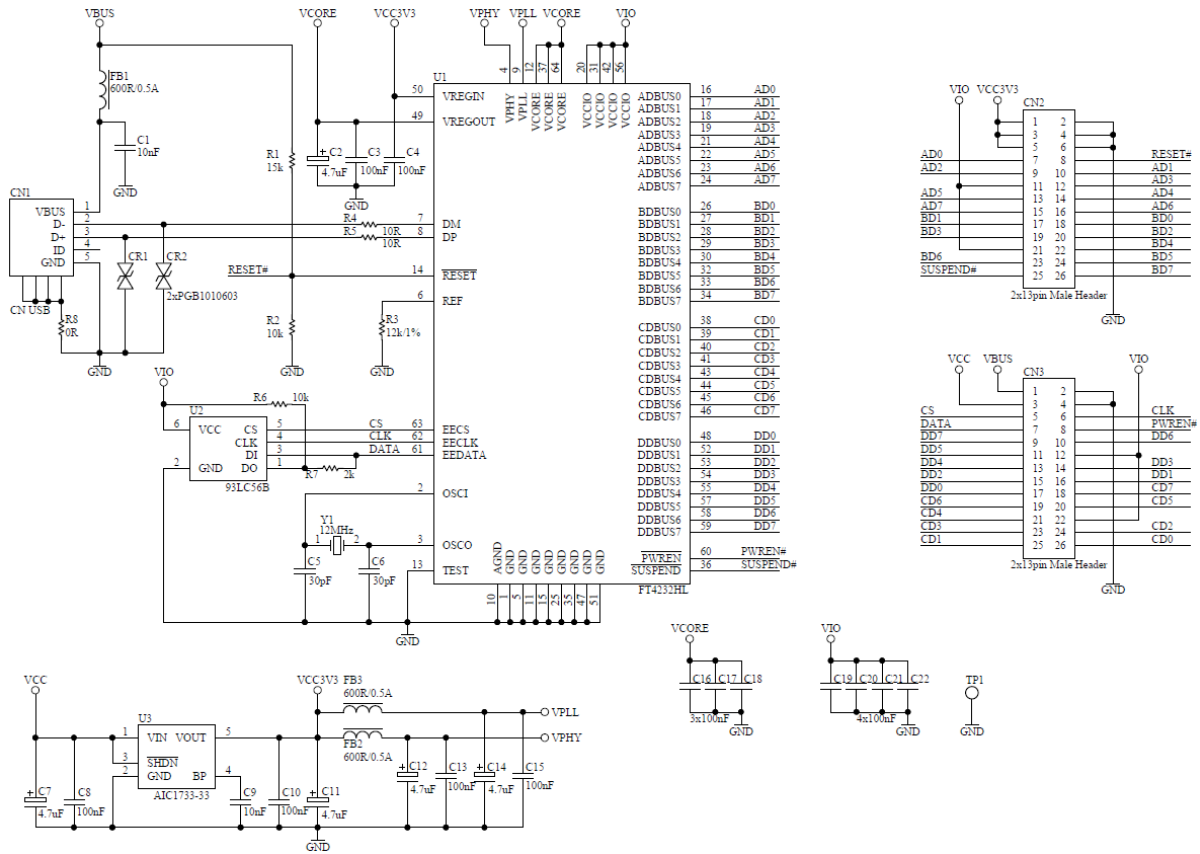 VBUS
VCORE
VCC3V3
VPHY
VPLL
VCORE
VIO
FB1
600R/0.5A
C1
10nF
GND
R1
15k
C2
4.7uF
C3
100nF
C4
100nF
GND
CN1
VBUS 1
D- 2
D+ 3
ID 4
GND 5
CN USB
R8
0R
CR1
CR2
2xPGB1010603
GND
R4
10R
R5
10R
RESET#
R2
10k
GND
R3
12k/1%
GND
U1
50 VREGIN
49 VREGOUT
7 DM
8 DP
14 RESET
6 REF
63 EECS
62 EECLK
61 EEDATA
2 OSCI
3 OSCO
13 TEST
4 VPHY
9 VPLL
12 VCORE
37 VCORE
64 VCORE
20 VCCIO
31 VCCIO
42 VCCIO
56 VCCIO
ADBUS0 16 AD0
ADBUS1 17 AD1
ADBUS2 18 AD2
ADBUS3 19 AD3
ADBUS4 21 AD4
ADBUS5 22 AD5
ADBUS6 23 AD6
ADBUS7 24 AD7
BDBUS0 26 BD0
BDBUS1 27 BD1
BDBUS2 28 BD2
BDBUS3 29 BD3
BDBUS4 30 BD4
BDBUS5 32 BD5
BDBUS6 33 BD6
BDBUS7 34 BD7
CDBUS0 38 CD0
CDBUS1 39 CD1
CDBUS2 40 CD2
CDBUS3 41 CD3
CDBUS4 43 CD4
CDBUS5 44 CD5
CDBUS6 45 CD6
CDBUS7 46 CD7
DDBUS0 48 DD0
DDBUS1 52 DD1
DDBUS2 53 DD2
DDBUS3 54 DD3
DDBUS4 55 DD4
DDBUS5 57 DD5
DDBUS6 58 DD6
DDBUS7 59 DD7
PWREN 60 PWREN#
SUSPEND 36 SUSPEND#
FT4232HL
AGND 10
GND 1
GND 5
GND 11
GND 15
GND 25
GND 35
GND 47
GND 51
GND
VIO
R6 10k
U2
6 VCC CS 5 CS
CLK 4 CLK
DI 3 DATA
2 GND DO 1
R7 2k
93LC56B
Y1
12MHz
1 2
C5
30pF
C6
30pF
VIO
VCC3V3
CN2
1 2
3 4
5 6
AD0 7 8 RESET#
AD2 9 10 AD1
11 12 AD3
AD5 13 14 AD4
AD7 15 16 AD6
BD1 17 18 BD0
BD3 19 20 BD2
21 22 BD4
BD6 23 24 BD5
SUSPEND# 25 26 BD7
2x13pin Male Header
GND
VCC
VBUS
VIO
CN3
1 2
3 4
CS 5 6 CLK
DATA 7 8 PWREN#
DD7 9 10 DD6
DD5 11 12
DD4 13 14 DD3
DD2 15 16 DD1
DD0 17 18 CD7
CD6 19 20 CD5
CD4 21 22
CD3 23 24 CD2
CD1 25 26 CD0
2x13pin Male Header
GND
VCORE
C16
C17
C18
3x100nF
GND
VIO
C19
C20
C21
C22
4x100nF
GND
TP1
GND
VCC
U3
1 VIN VOUT 5
3 SHDN
2 GND BP 4
AIC1733-33
C7
4.7uF
C8
100nF
C9
10nF
C10
100nF
C11
4.7uF
GND
VCC3V3
FB3
600R/0.5A
FB2
600R/0.5A
VPLL
VPHY
C12
4.7uF
C13
100nF
C14
4.7uF
C15
100nF